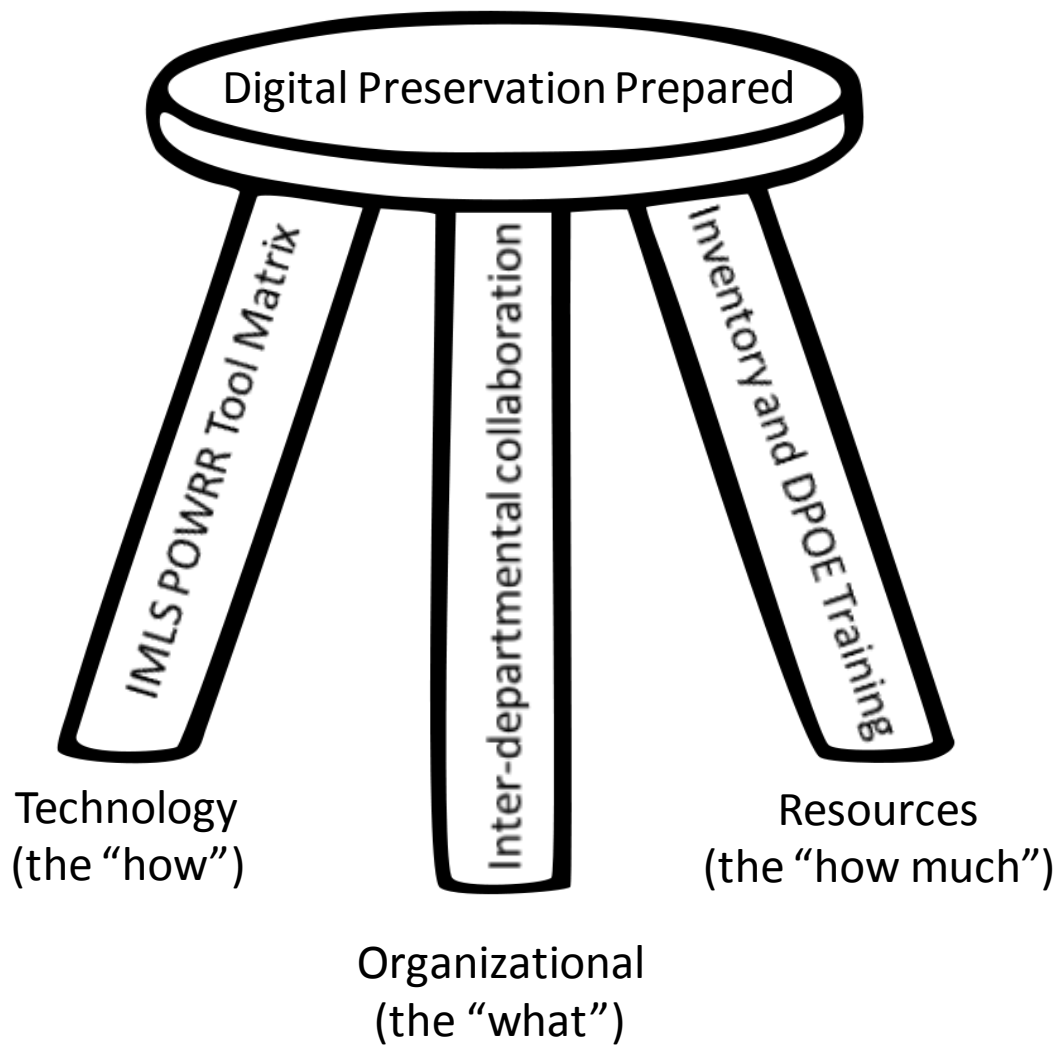 Digital Preservation Prepared
IMLS POWRR Tool Matrix
Inter-departmental collaboration
Inventory and DPOE Training
Technology
(the “how”)
Organizational
(the “what”)
Resources
(the “how much”)